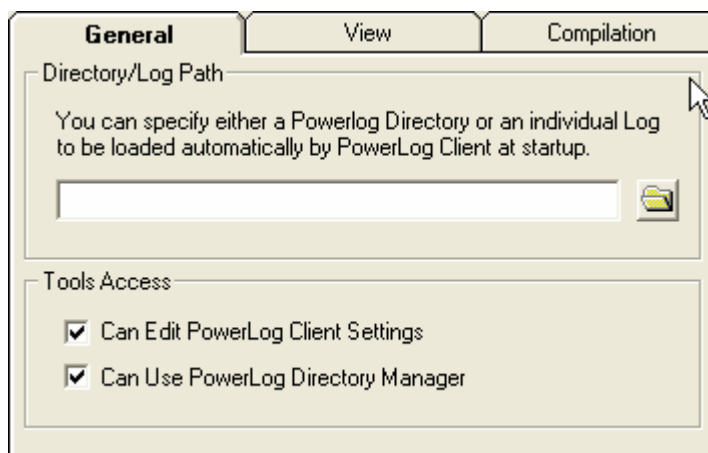 General View Compilation
Directory/Log Path
You can specify either a Powerlog Directory or an individual Log
to be loaded automatically by PowerLog Client at startup.
Tools Access
Can Edit PowerLog Client Settings
Can Use PowerLog Directory Manager